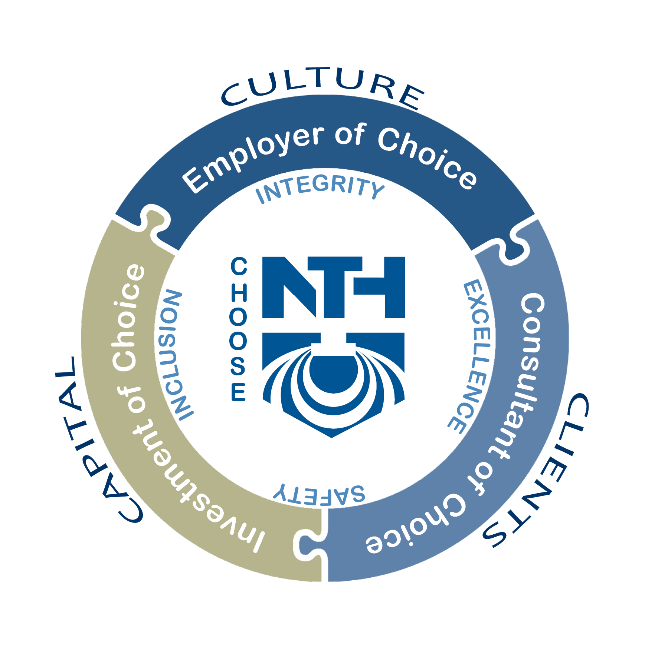 CULTURE
Employer of Choice
INTEGRITY
CHOOSE
NTH
EXCELLENCE
Consultant of Choice
CLIENTS
SAFETY
INCLUSION
Investment of Choice
CAPITAL